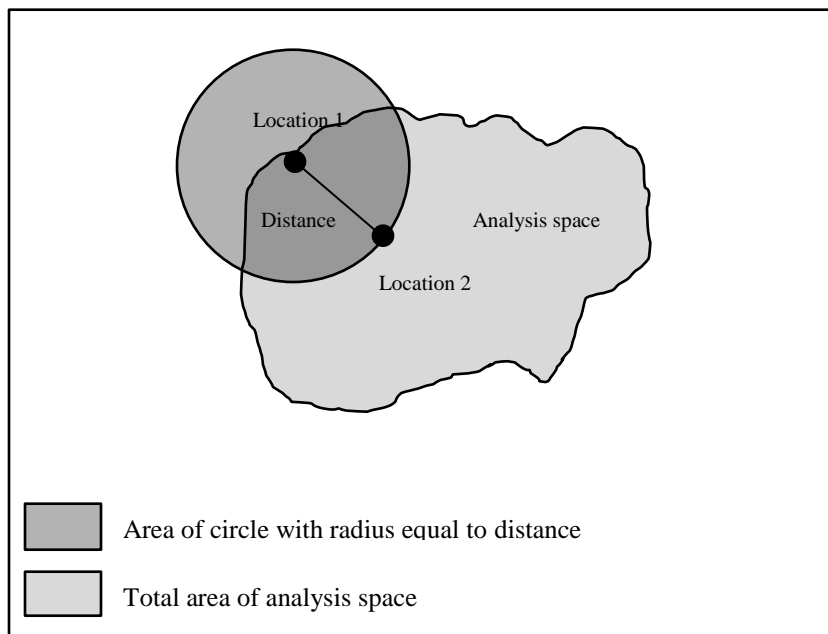 Location 1
Distance
Analysis space
Location 2
Area of circle with radius equal to distance
Total area of analysis space